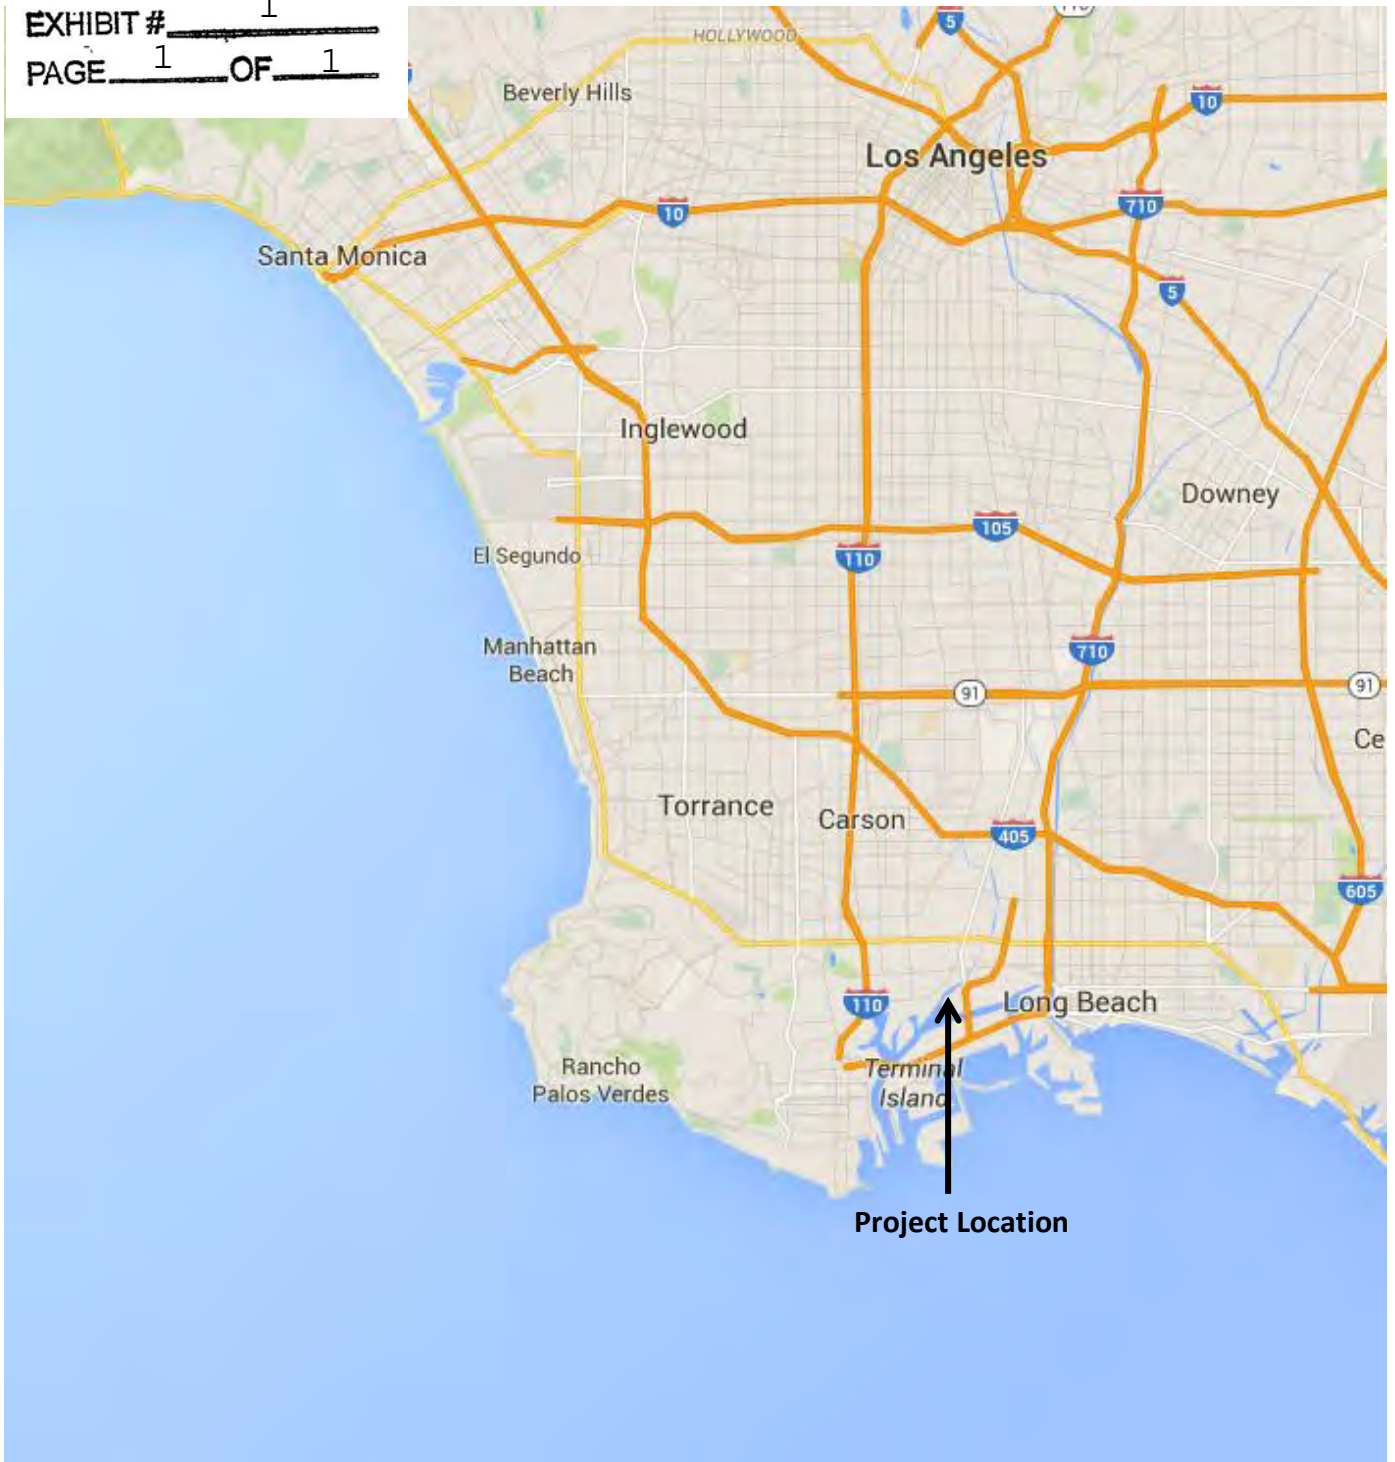 EXHIBIT # 1
PAGE 1 OF 1
HOLLYWOOD
5
110
Beverly Hills
10
Los Angeles
710
10
Santa Monica
5
Inglewood
Downey
105
El Segundo
110
Manhattan
Beach
710
91
91
Ce
Torrance
Carson
405
605
110
Long Beach
Rancho
Palos Verdes
Terminal
Island
Project Location